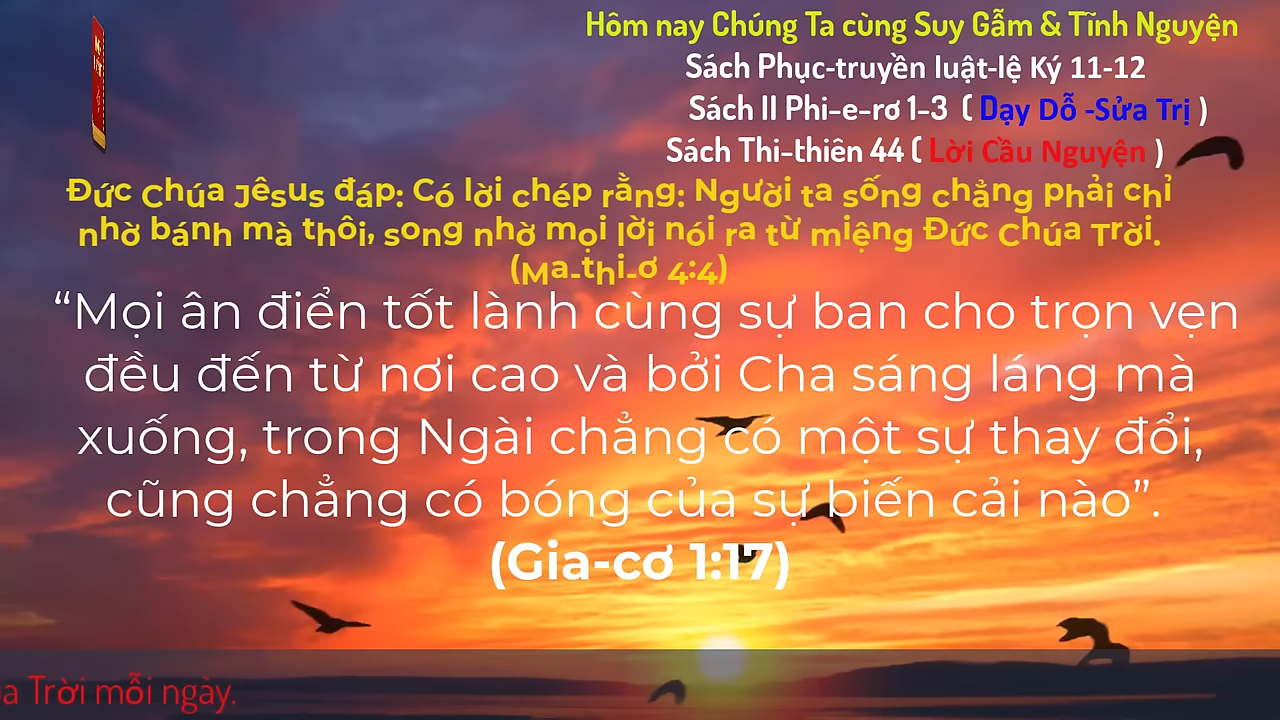 Hôm nay Chúng Ta cùng Suy Gẫm & Tĩnh Nguyện
Sách Phục-truyền luật-lệ Ký 11-12
Sách II Phi-e-rơ 1-3 ( Dạy Dỗ -Sửa Trị )
Sách Thi-thiên 44 ( Lời Cầu Nguyện )
Đức Chúa Jêsus đáp: Có lời chép rằng: Người ta sống chẳng phải chỉ
nhờ bánh mà thôi, song nhờ mọi lời nói ra từ miệng Đức Chúa Trời.
(Ma-thi-ơ 4:4)
“Mọi ân điển tốt lành cùng sự ban cho trọn vẹn
đều đến từ nơi cao và bởi Cha sáng láng mà
xuống, trong Ngài chẳng có một sự thay đổi,
cũng chẳng có bóng của sự biến cải nào”.
(Gia-cơ 1:17)
Trời mỗi ngày.